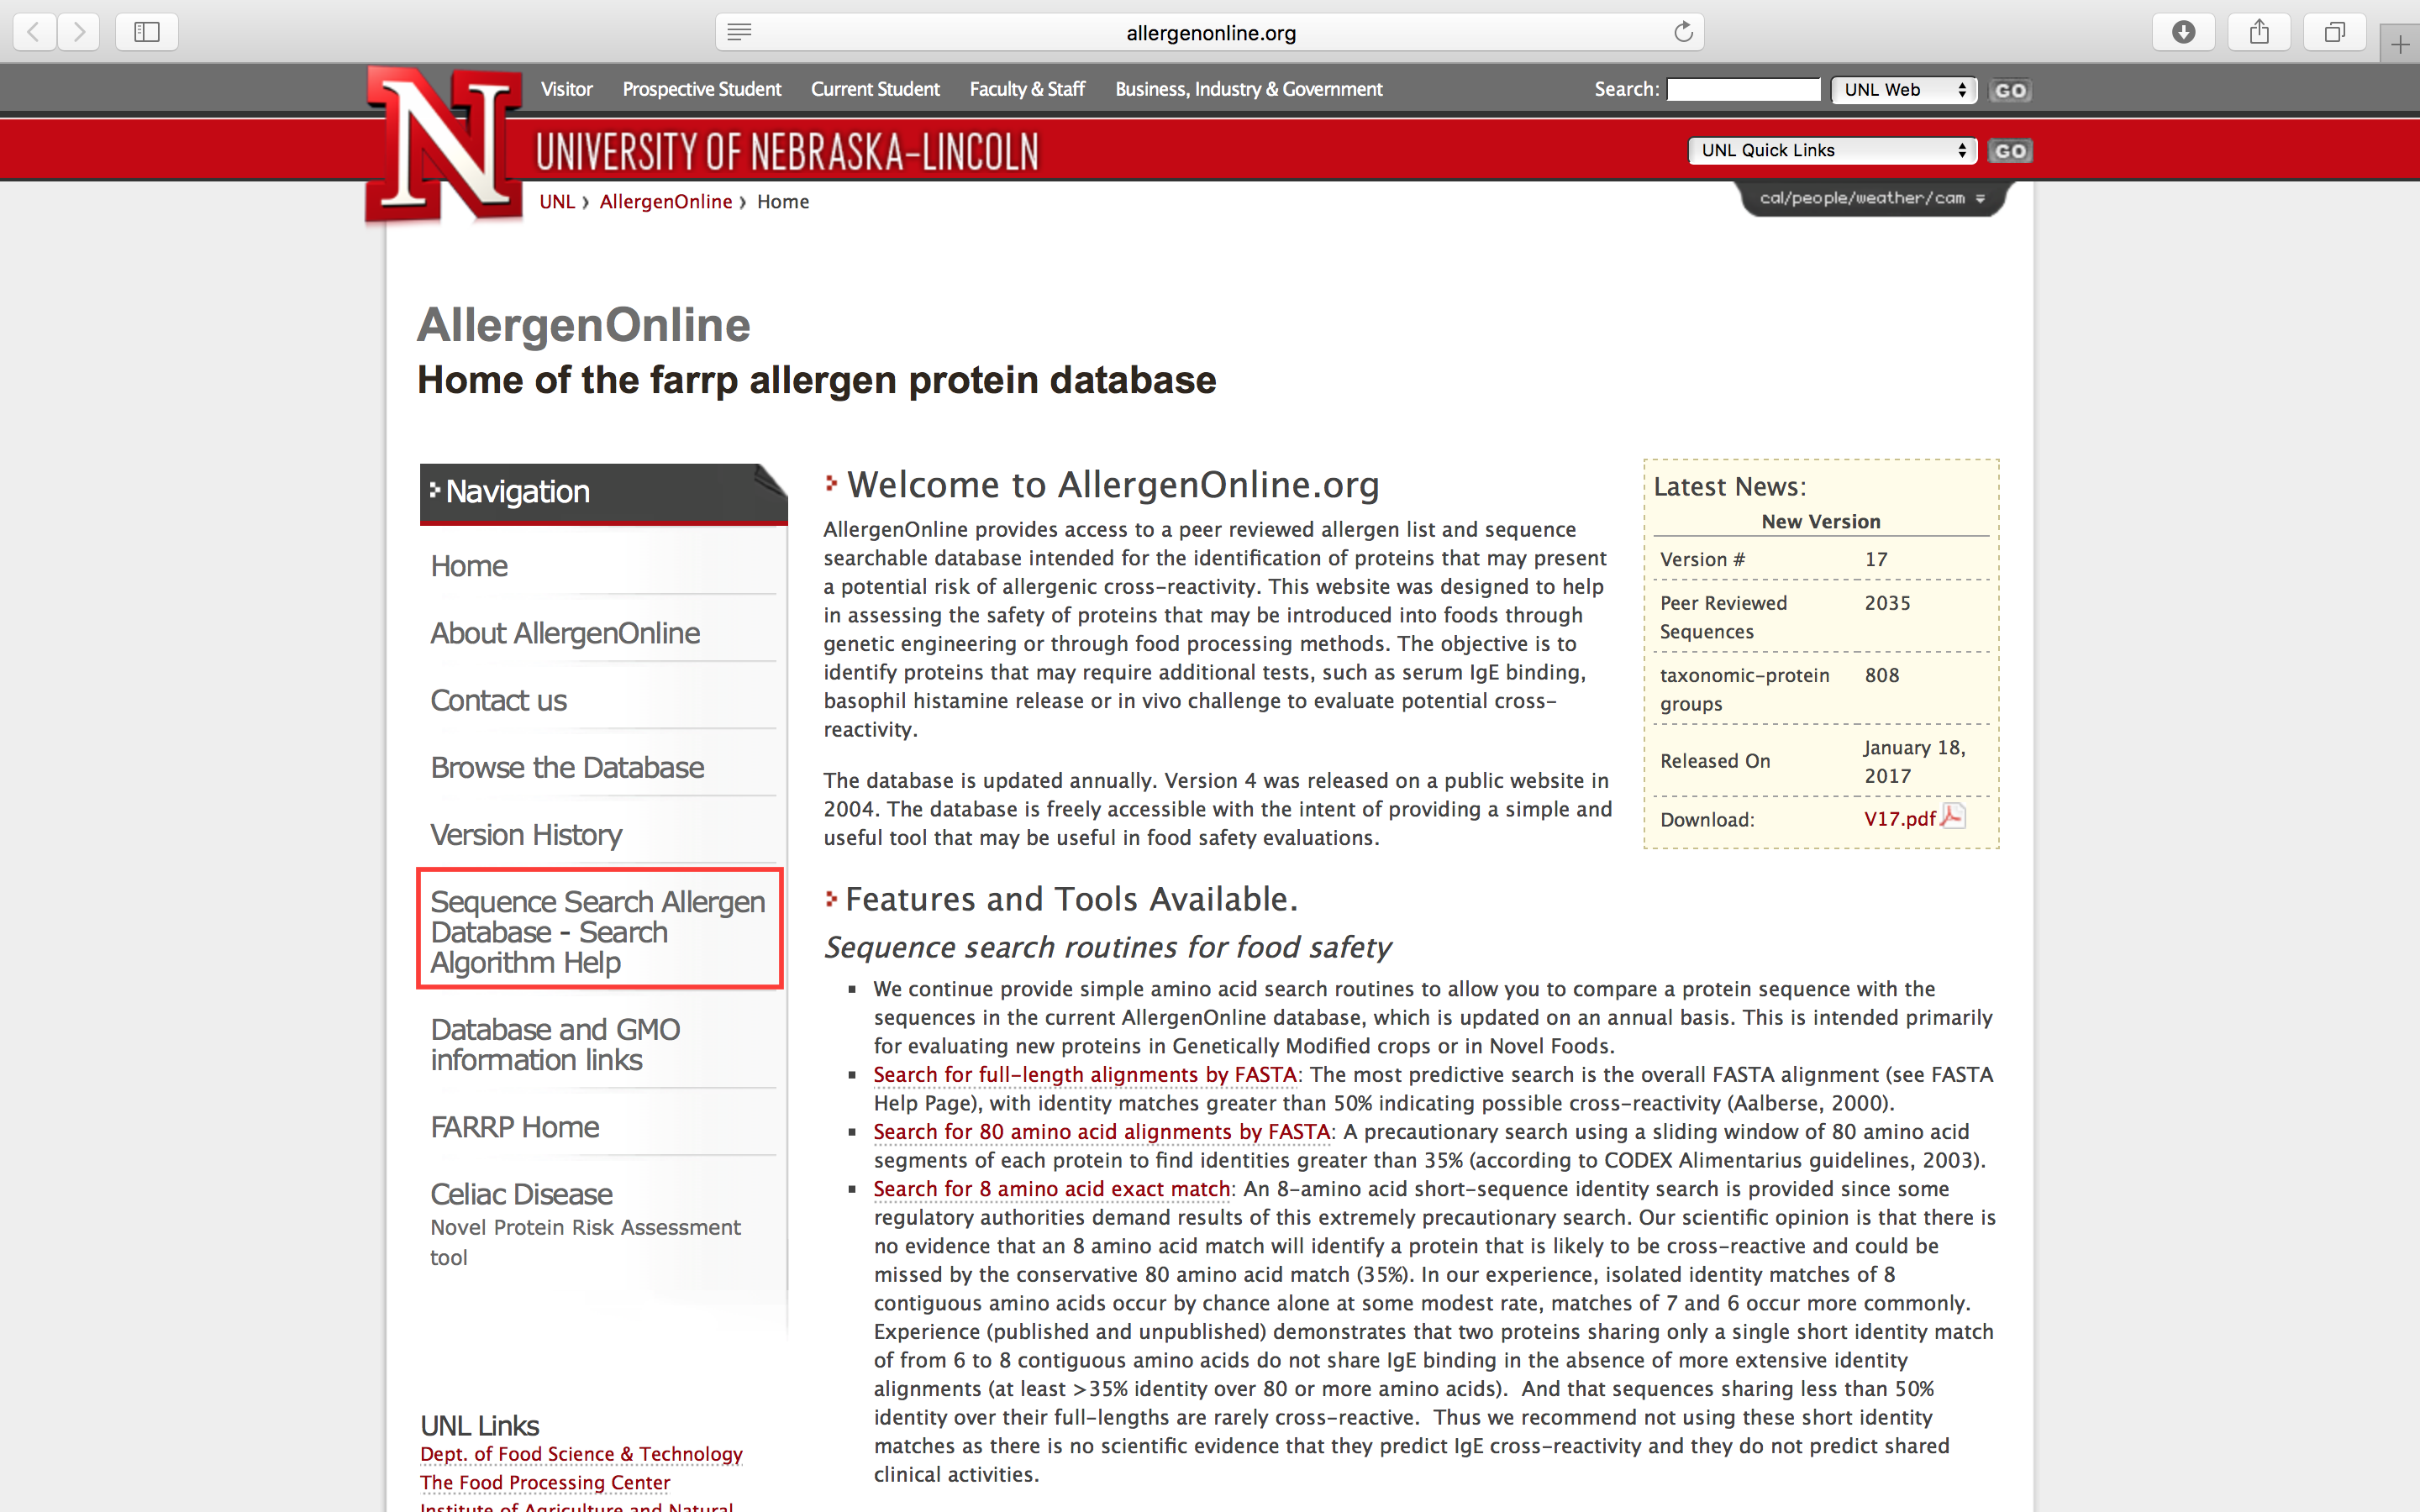 allergenonline.org
Visitor Prospective Student Current Student Faculty & Staff Business, Industry & Government Search: UNL Web GO
N
UNIVERSITY OF NEBRASKA–LINCOLN
UNL Quick Links GO
UNL › AllergenOnline › Home
cal/people/weather/cam
AllergenOnline
Home of the farrp allergen protein database
Navigation
Home
About AllergenOnline
Contact us
Browse the Database
Version History
Sequence Search Allergen
Database - Search
Algorithm Help
Database and GMO
information links
FARRP Home
Celiac Disease
Novel Protein Risk Assessment
tool
UNL Links
Dept. of Food Science & Technology
The Food Processing Center
Institute of Agriculture and Natural
Welcome to AllergenOnline.org
AllergenOnline provides access to a peer reviewed allergen list and sequence
searchable database intended for the identification of proteins that may present
a potential risk of allergenic cross-reactivity. This website was designed to help
in assessing the safety of proteins that may be introduced into foods through
genetic engineering or through food processing methods. The objective is to
identify proteins that may require additional tests, such as serum IgE binding,
basophil histamine release or in vivo challenge to evaluate potential cross-
reactivity.
The database is updated annually. Version 4 was released on a public website in
2004. The database is freely accessible with the intent of providing a simple and
useful tool that may be useful in food safety evaluations.
Latest News:
New Version
Version # 17
Peer Reviewed 2035
Sequences
taxonomic-protein 808
groups
Released On January 18,
2017
Download: V17.pdf
Features and Tools Available.
Sequence search routines for food safety
We continue provide simple amino acid search routines to allow you to compare a protein sequence with the
sequences in the current AllergenOnline database, which is updated on an annual basis. This is intended primarily
for evaluating new proteins in Genetically Modified crops or in Novel Foods.
Search for full-length alignments by FASTA: The most predictive search is the overall FASTA alignment (see FASTA
Help Page), with identity matches greater than 50% indicating possible cross-reactivity (Aalberse, 2000).
Search for 80 amino acid alignments by FASTA: A precautionary search using a sliding window of 80 amino acid
segments of each protein to find identities greater than 35% (according to CODEX Alimentarius guidelines, 2003).
Search for 8 amino acid exact match: An 8-amino acid short-sequence identity search is provided since some
regulatory authorities demand results of this extremely precautionary search. Our scientific opinion is that there is
no evidence that an 8 amino acid match will identify a protein that is likely to be cross-reactive and could be
missed by the conservative 80 amino acid match (35%). In our experience, isolated identity matches of 8
contiguous amino acids occur by chance alone at some modest rate, matches of 7 and 6 occur more commonly.
Experience (published and unpublished) demonstrates that two proteins sharing only a single short identity match
of from 6 to 8 contiguous amino acids do not share IgE binding in the absence of more extensive identity
alignments (at least >35% identity over 80 or more amino acids). And that sequences sharing less than 50%
identity over their full-lengths are rarely cross-reactive. Thus we recommend not using these short identity
matches as there is no scientific evidence that they predict IgE cross-reactivity and they do not predict shared
clinical activities.